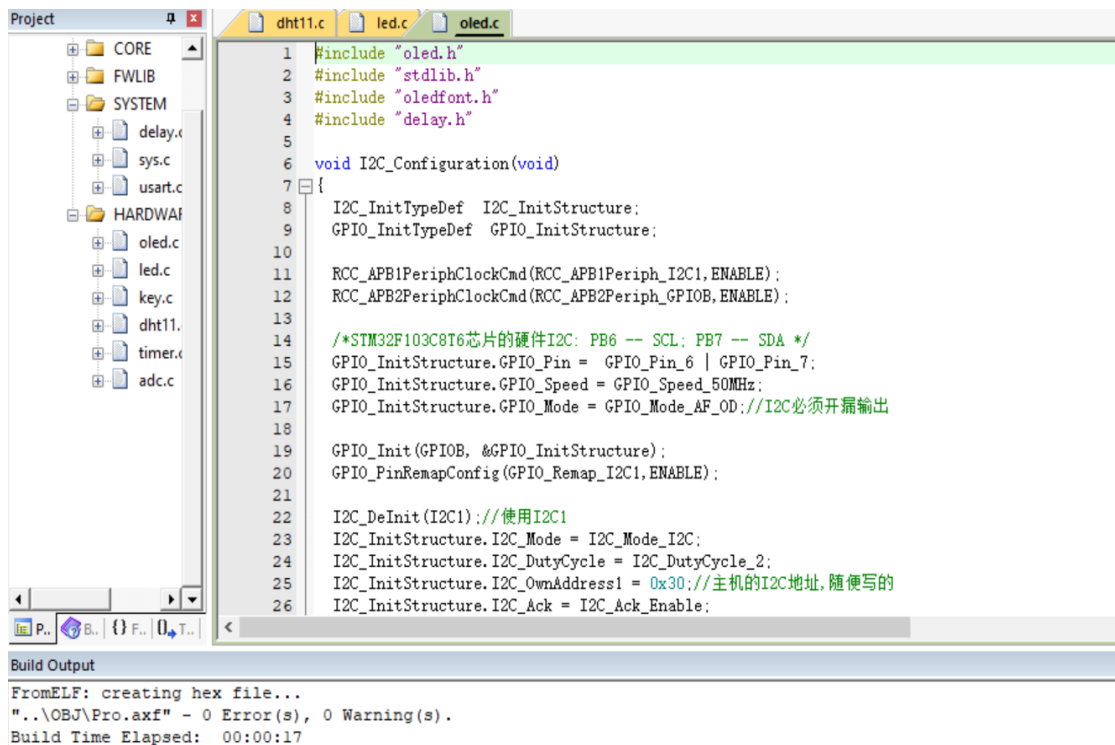 Project
CORE
FWLIB
SYSTEM
delay.c
sys.c
usart.c
HARDWAR
oled.c
led.c
key.c
dht11.
timer.c
adc.c
P.. B.. {} F.. T..
dht11.c led.c oled.c
1 #include "oled.h"
2 #include "stdlib.h"
3 #include "oledfont.h"
4 #include "delay.h"
5
6 void I2C_Configuration(void)
7 {
8 I2C_InitTypeDef I2C_InitStructure;
9 GPIO_InitTypeDef GPIO_InitStructure;
10
11 RCC_APB1PeriphClockCmd(RCC_APB1Periph_I2C1,ENABLE);
12 RCC_APB2PeriphClockCmd(RCC_APB2Periph_GPIOB,ENABLE);
13
14 /*STM32F103C8T6芯片的硬件I2C: PB6 -- SCL; PB7 -- SDA */
15 GPIO_InitStructure.GPIO_Pin = GPIO_Pin_6 | GPIO_Pin_7;
16 GPIO_InitStructure.GPIO_Speed = GPIO_Speed_50MHz;
17 GPIO_InitStructure.GPIO_Mode = GPIO_Mode_AF_OD;//I2C必须开漏输出
18
19 GPIO_Init(GPIOB, &GPIO_InitStructure);
20 GPIO_PinRemapConfig(GPIO_Remap_I2C1,ENABLE);
21
22 I2C_DeInit(I2C1);//使用I2C1
23 I2C_InitStructure.I2C_Mode = I2C_Mode_I2C;
24 I2C_InitStructure.I2C_DutyCycle = I2C_DutyCycle_2;
25 I2C_InitStructure.I2C_OwnAddress1 = 0x30;//主机的I2C地址,随便写的
26 I2C_InitStructure.I2C_Ack = I2C_Ack_Enable;
Build Output
FromELF: creating hex file...
"..\OBJ\Pro.axf" - 0 Error(s), 0 Warning(s).
Build Time Elapsed: 00:00:17